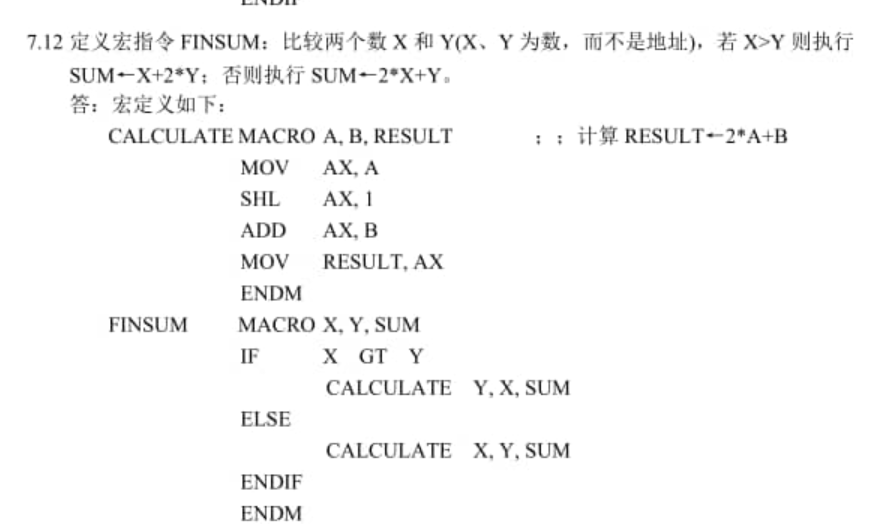 ENDIF
7.12 定义宏指令 FINSUM：比较两个数 X 和 Y(X、Y 为数，而不是地址)，若 X>Y 则执行
SUM←X+2*Y；否则执行 SUM←2*X+Y。
答：宏定义如下：
CALCULATE MACRO A, B, RESULT ；；计算 RESULT←2*A+B
MOV AX, A
SHL AX, 1
ADD AX, B
MOV RESULT, AX
ENDM
FINSUM MACRO X, Y, SUM
IF X GT Y
CALCULATE Y, X, SUM
ELSE
CALCULATE X, Y, SUM
ENDIF
ENDM